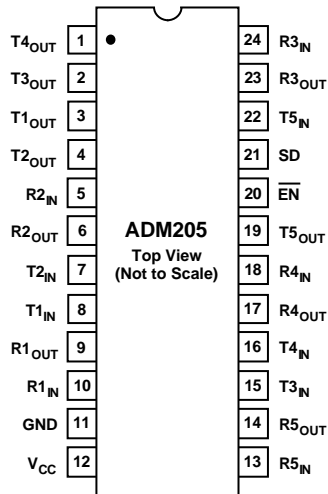 T4OUT 1 24 R3IN
T3OUT 2 23 R3OUT
T1OUT 3 22 T5IN
T2OUT 4 21 SD
R2IN 5 20 EN
R2OUT 6 ADM205 19 T5OUT
Top View
T2IN 7 (Not to Scale) 18 R4IN
T1IN 8 17 R4OUT
R1OUT 9 16 T4IN
R1IN 10 15 T3IN
GND 11 14 R5OUT
VCC 12 13 R5IN